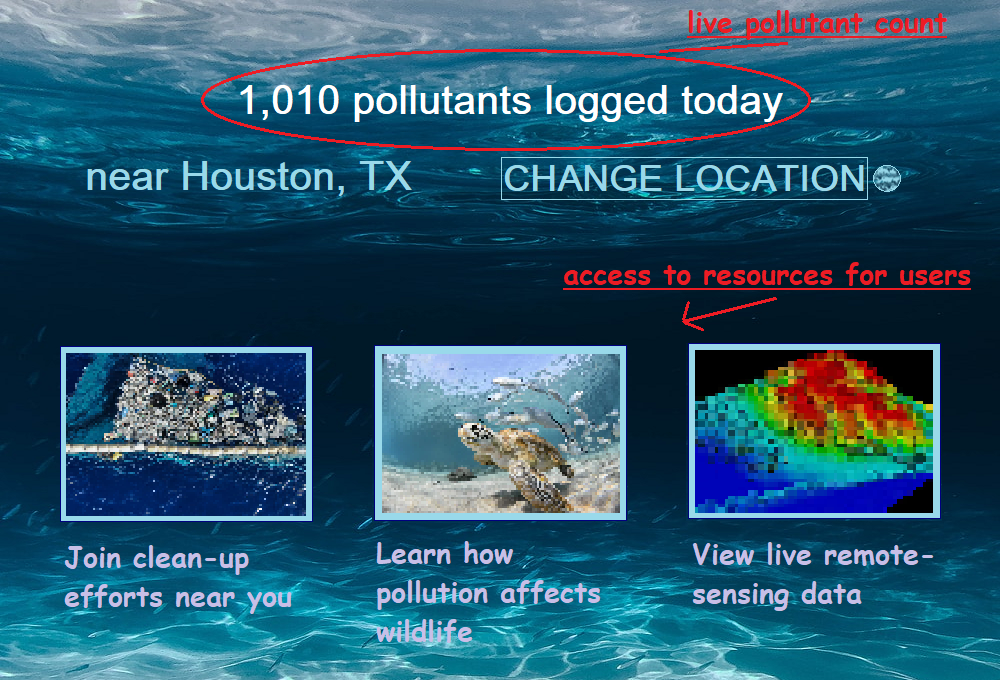 live pollutant count
1,010 pollutants logged today
near Houston, TX
CHANGE LOCATION
access to resources for users
Join clean-up
efforts near you
Learn how
pollution affects
wildlife
View live remote-
sensing data